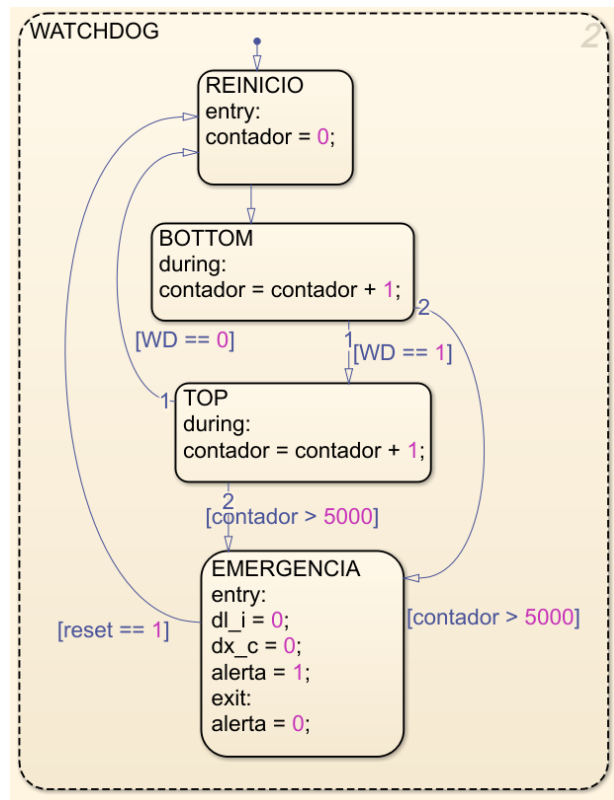 WATCHDOG
2
REINICIO
entry:
contador = 0;
BOTTOM
during:
contador = contador + 1;
2
[WD == 0]
1
[WD == 1]
1
TOP
during:
contador = contador + 1;
2
[contador > 5000]
EMERGENCIA
entry:
dl_i = 0;
dx_c = 0;
alerta = 1;
exit:
alerta = 0;
[reset == 1]
[contador > 5000]